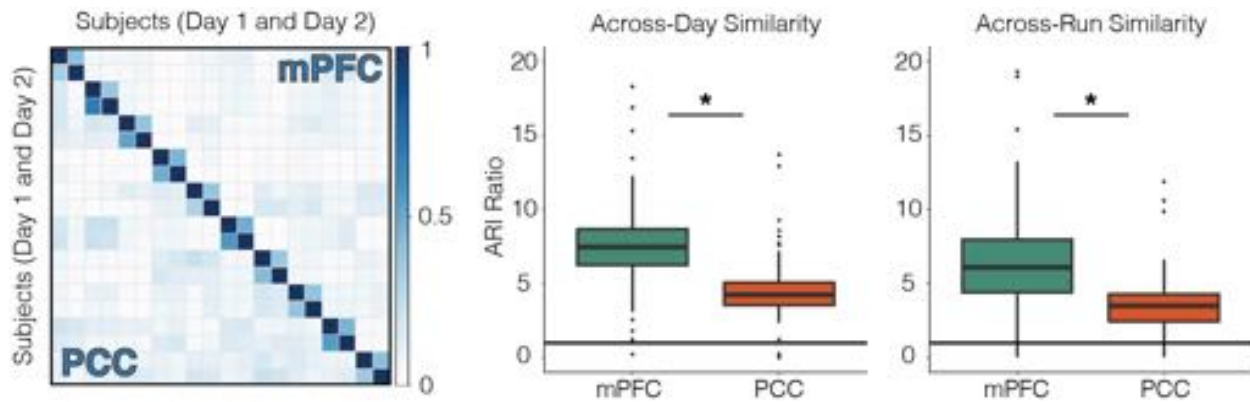 Subjects (Day 1 and Day 2)
Subjects (Day 1 and Day 2)
mPFC
PCC
1
0.5
0
Across-Day Similarity
ARI Ratio
20
15
10
5
0
*
mPFC
PCC
Across-Run Similarity
20
15
10
5
0
*
mPFC
PCC